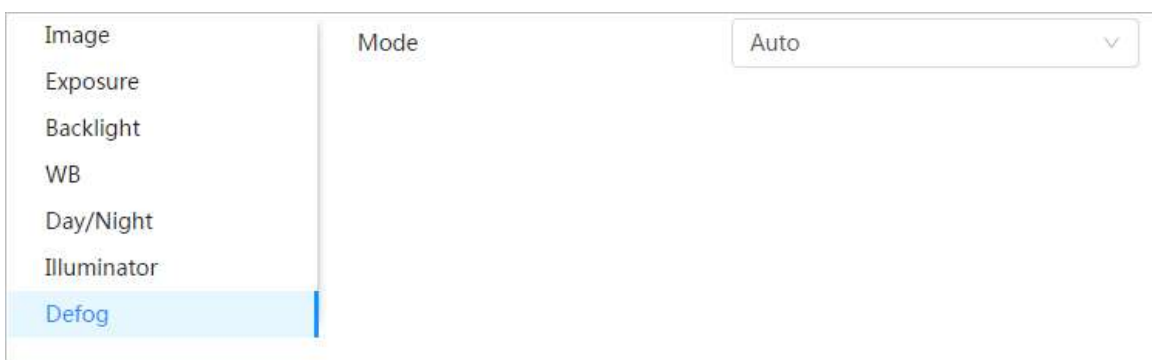 Image
Mode
Auto
Exposure
Backlight
WB
Day/Night
Illuminator
Defog